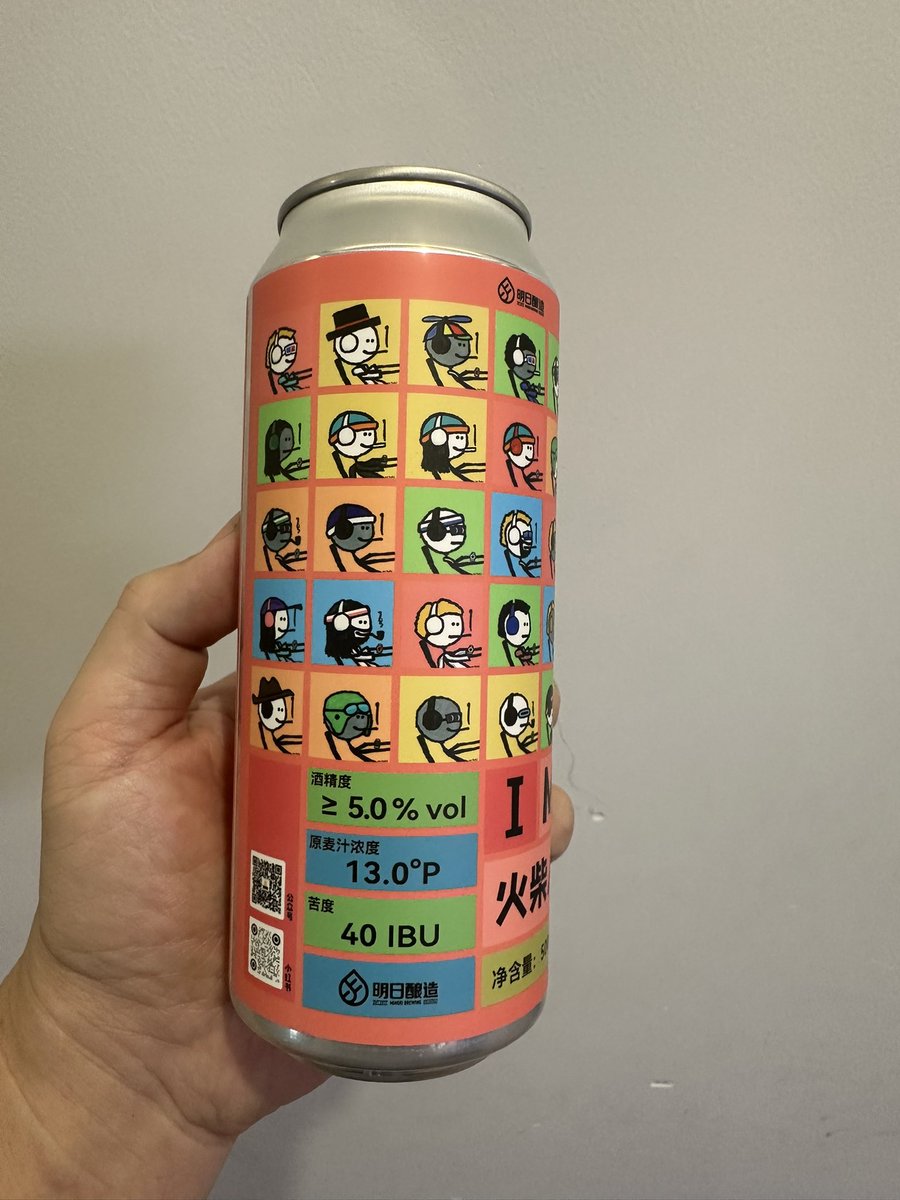 明日酿造
酒精度
≥ 5.0% vol
原麦汁浓度
13.0°P
苦度
40 IBU
明日酿造
公众号
小红书
I
火柴
净含量: